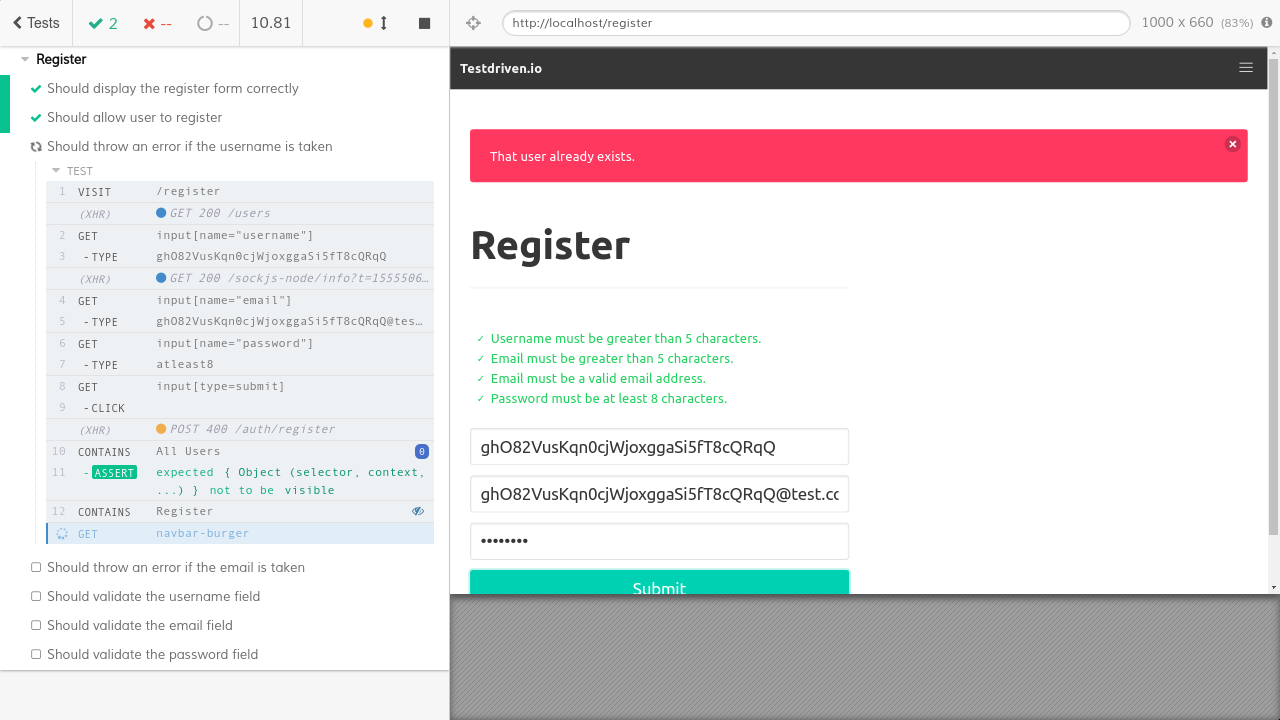 Tests
2
--
--
10.81
http://localhost/register
1000 x 660 (83%)
Register
Should display the register form correctly
Should allow user to register
Should throw an error if the username is taken
TEST
1 VISIT /register
(XHR) GET 200 /users
2 GET input[name="username"]
3 -TYPE ghO82VusKqn0cjWjoxggaSi5fT8cQRqQ
(XHR) GET 200 /sockjs-node/info?t=1555506…
4 GET input[name="email"]
5 -TYPE ghO82VusKqn0cjWjoxggaSi5fT8cQRqQ@tes…
6 GET input[name="password"]
7 -TYPE atleast8
8 GET input[type=submit]
9 -CLICK
(XHR) POST 400 /auth/register
10 CONTAINS All Users 0
11 -ASSERT expected { Object (selector, context,
...) } not to be visible
12 CONTAINS Register
GET navbar-burger
Should throw an error if the email is taken
Should validate the username field
Should validate the email field
Should validate the password field
Testdriven.io
That user already exists.
Register
✓ Username must be greater than 5 characters.
✓ Email must be greater than 5 characters.
✓ Email must be a valid email address.
✓ Password must be at least 8 characters.
ghO82VusKqn0cjWjoxggaSi5fT8cQRqQ
ghO82VusKqn0cjWjoxggaSi5fT8cQRqQ@test.cc
••••••••
Submit